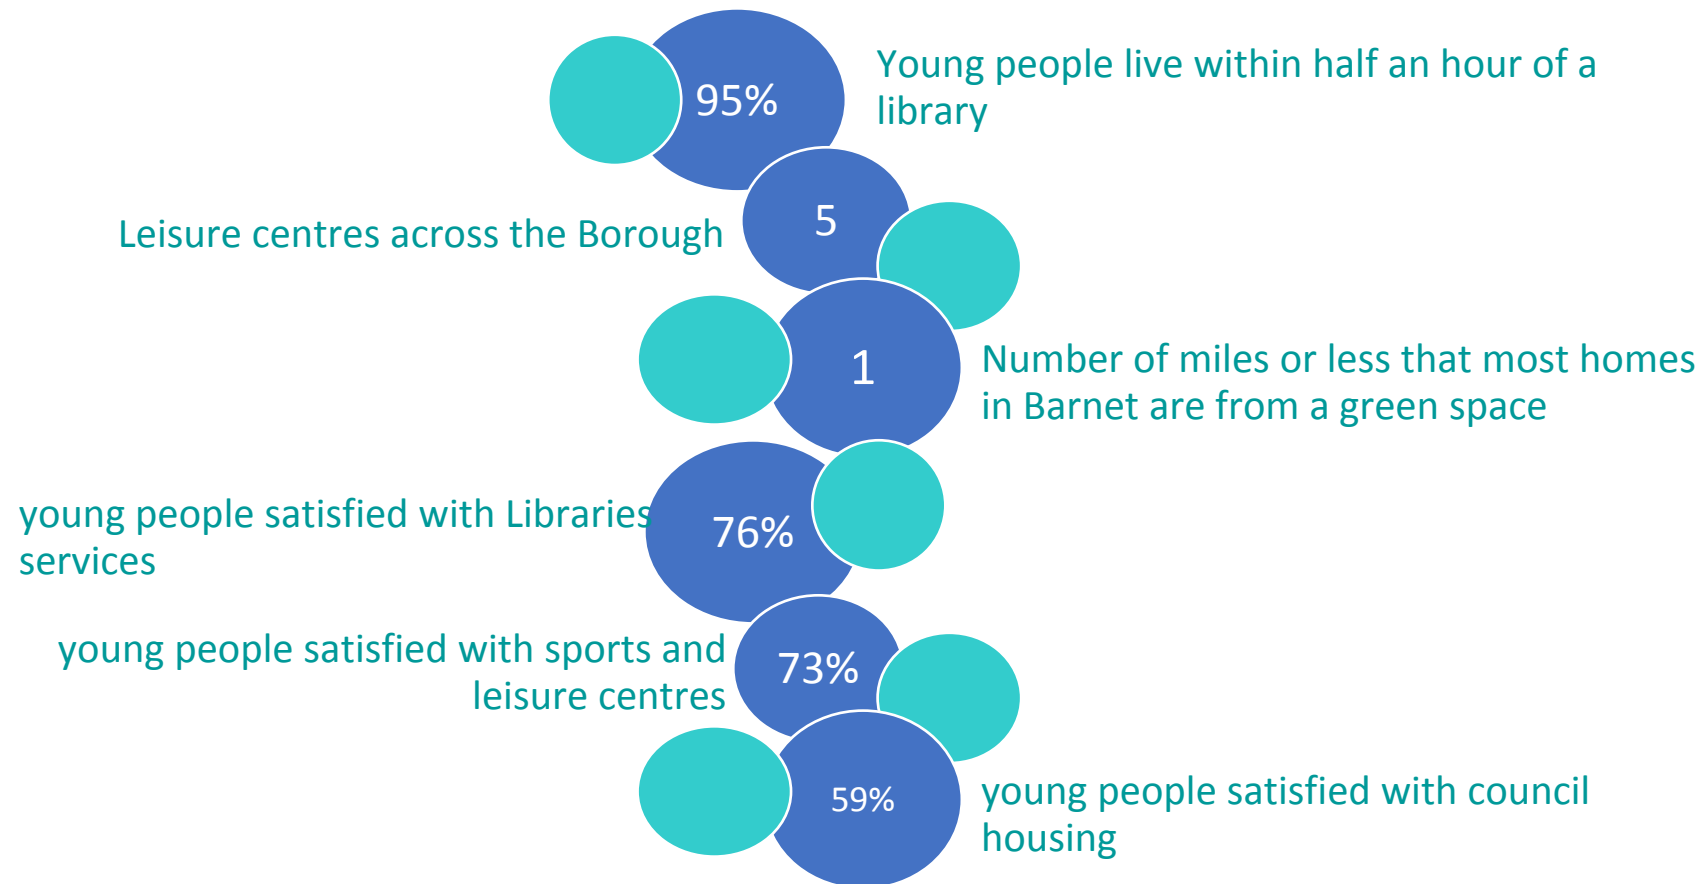 95%
Young people live within half an hour of a
library
Leisure centres across the Borough
5
1
Number of miles or less that most homes
in Barnet are from a green space
young people satisfied with Libraries
services
76%
young people satisfied with sports and
leisure centres
73%
59%
young people satisfied with council
housing